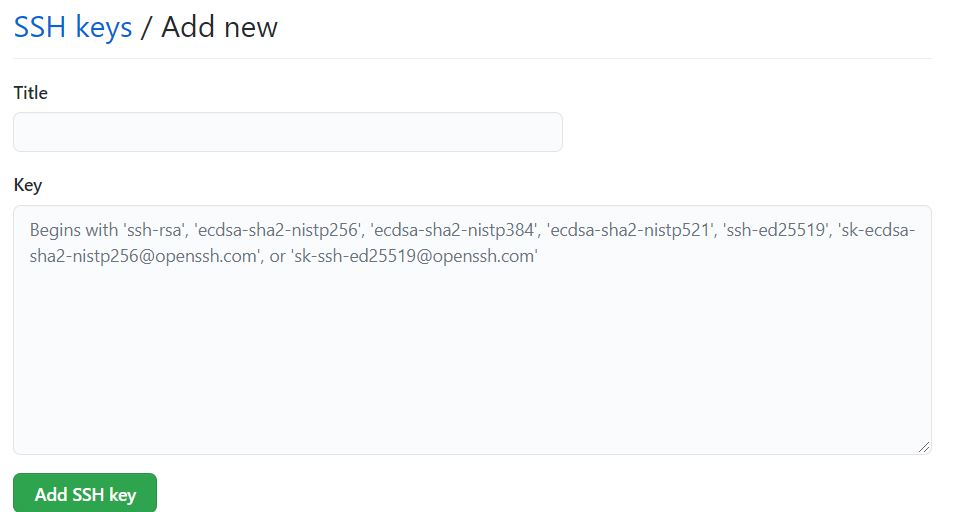 SSH keys / Add new
Title
Key
Begins with 'ssh-rsa', 'ecdsa-sha2-nistp256', 'ecdsa-sha2-nistp384', 'ecdsa-sha2-nistp521', 'ssh-ed25519', 'sk-ecdsa-
sha2-nistp256@openssh.com', or 'sk-ssh-ed25519@openssh.com'
Add SSH key